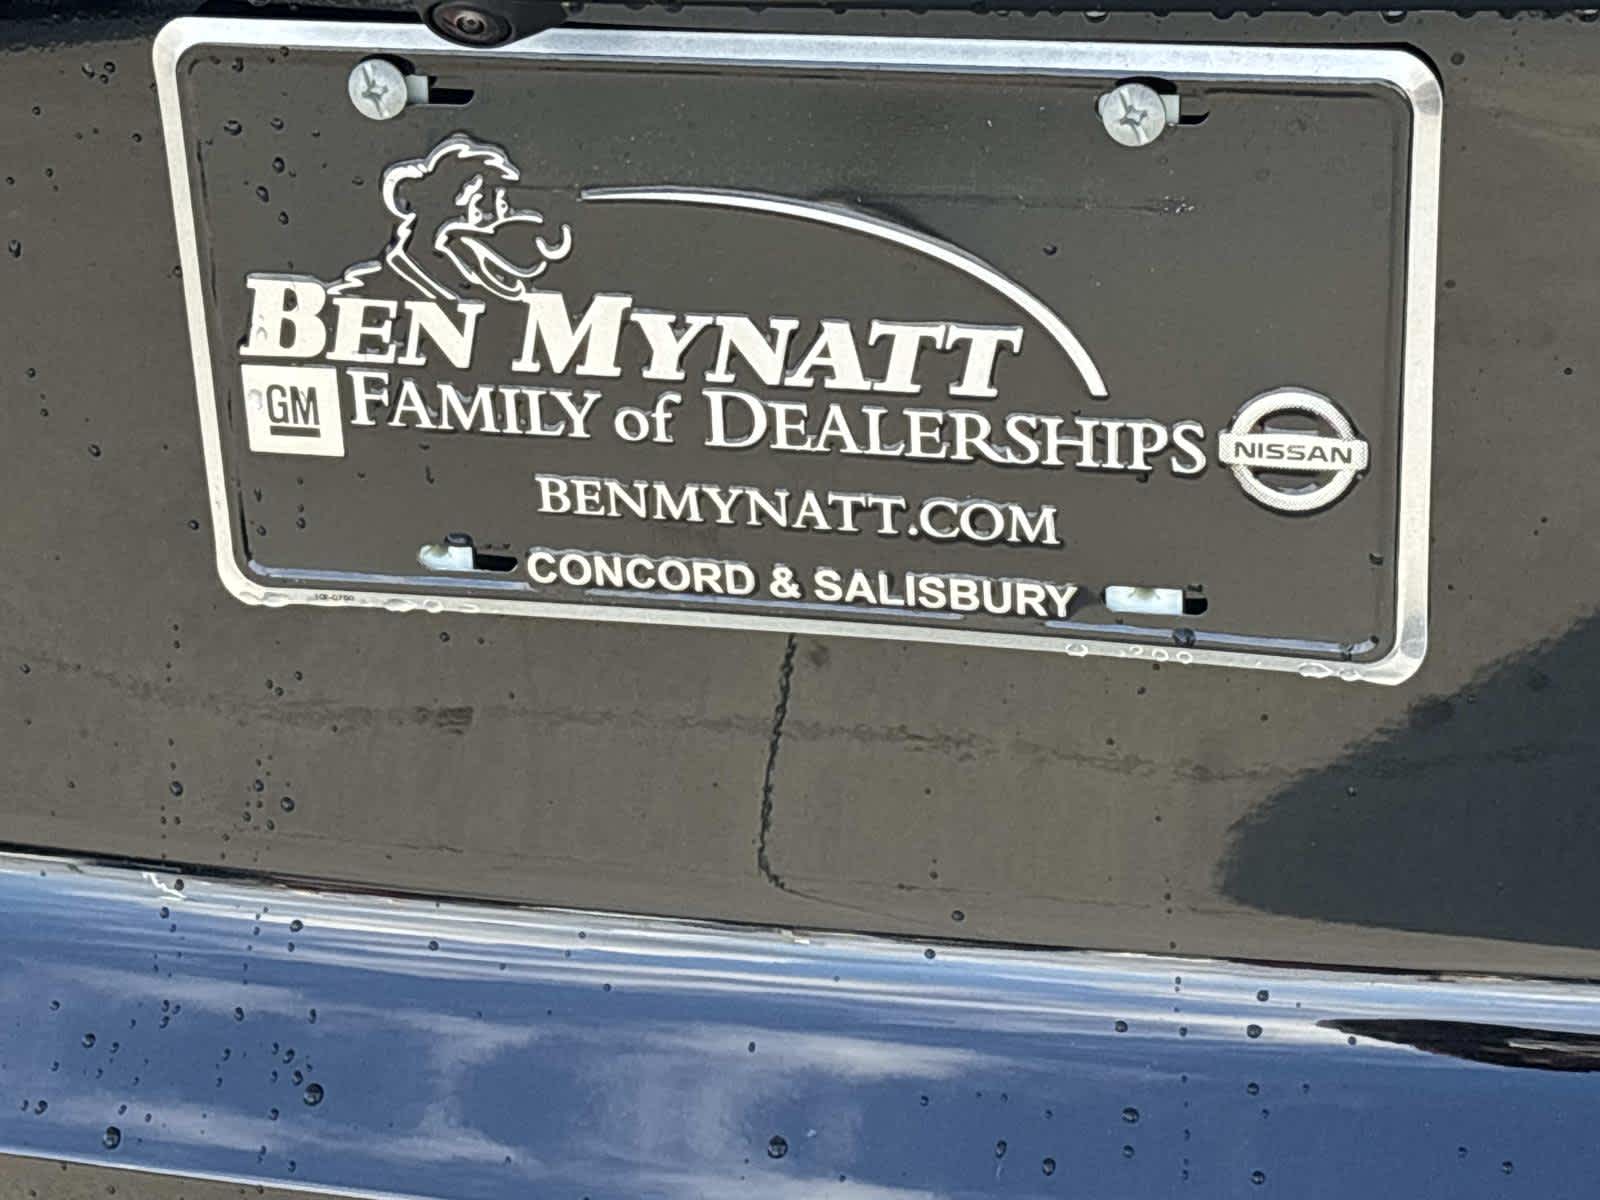 BEN MYNATT
GM
FAMILY of DEALERSHIPS
NISSAN
BENMYNATT.COM
CONCORD & SALISBURY